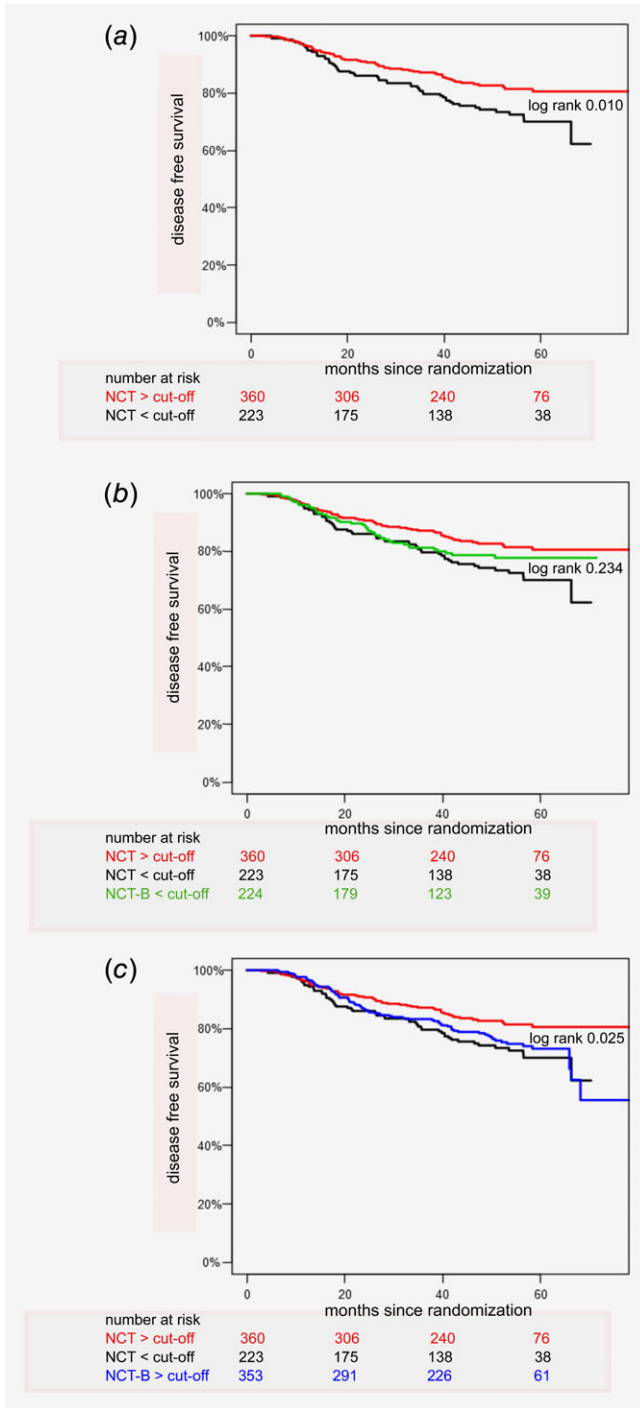 (a)
100%
80%
60%
40%
20%
0%
disease free survival
log rank 0.010
0 20 40 60
months since randomization
number at risk
NCT > cut-off 360 306 240 76
NCT < cut-off 223 175 138 38
(b)
100%
80%
60%
40%
20%
0%
disease free survival
log rank 0.234
0 20 40 60
months since randomization
number at risk
NCT > cut-off 360 306 240 76
NCT < cut-off 223 175 138 38
NCT-B < cut-off 224 179 123 39
(c)
100%
80%
60%
40%
20%
0%
disease free survival
log rank 0.025
0 20 40 60
months since randomization
number at risk
NCT > cut-off 360 306 240 76
NCT < cut-off 223 175 138 38
NCT-B > cut-off 353 291 226 61